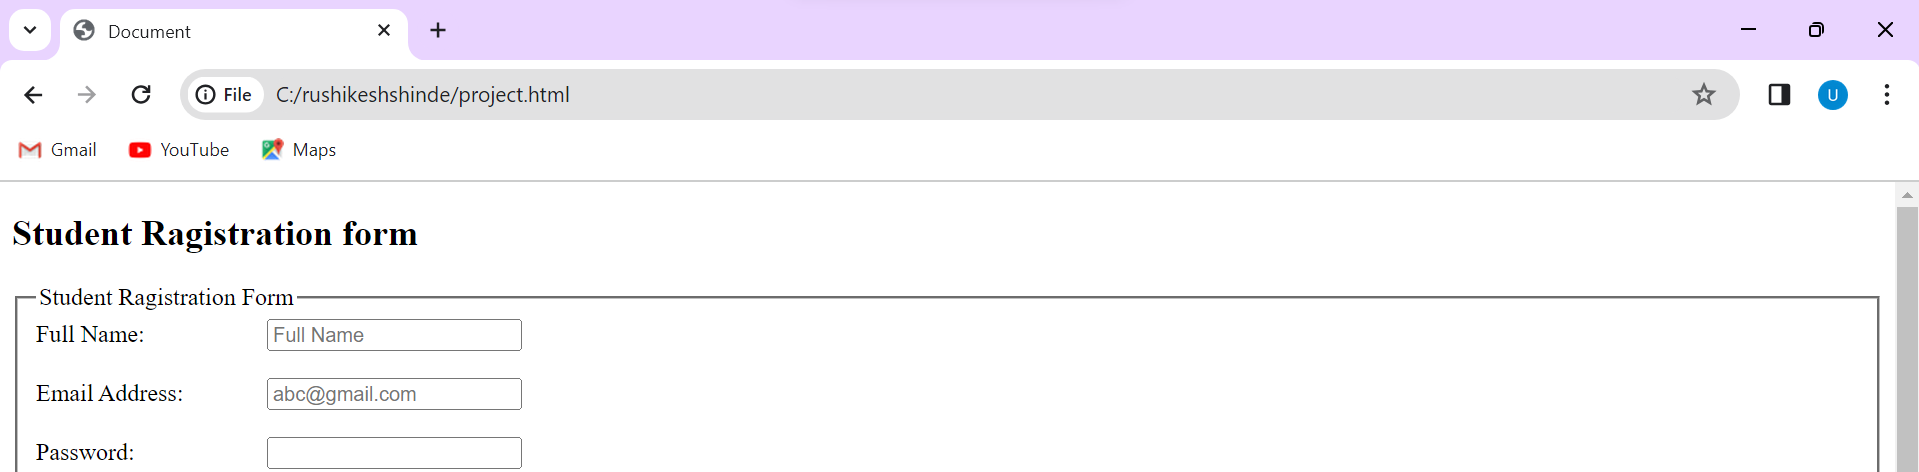 Document
File C:/rushikeshshinde/project.html U
Gmail YouTube Maps
Student Ragistration form
Student Ragistration Form
Full Name: Full Name
Email Address: abc@gmail.com
Password: